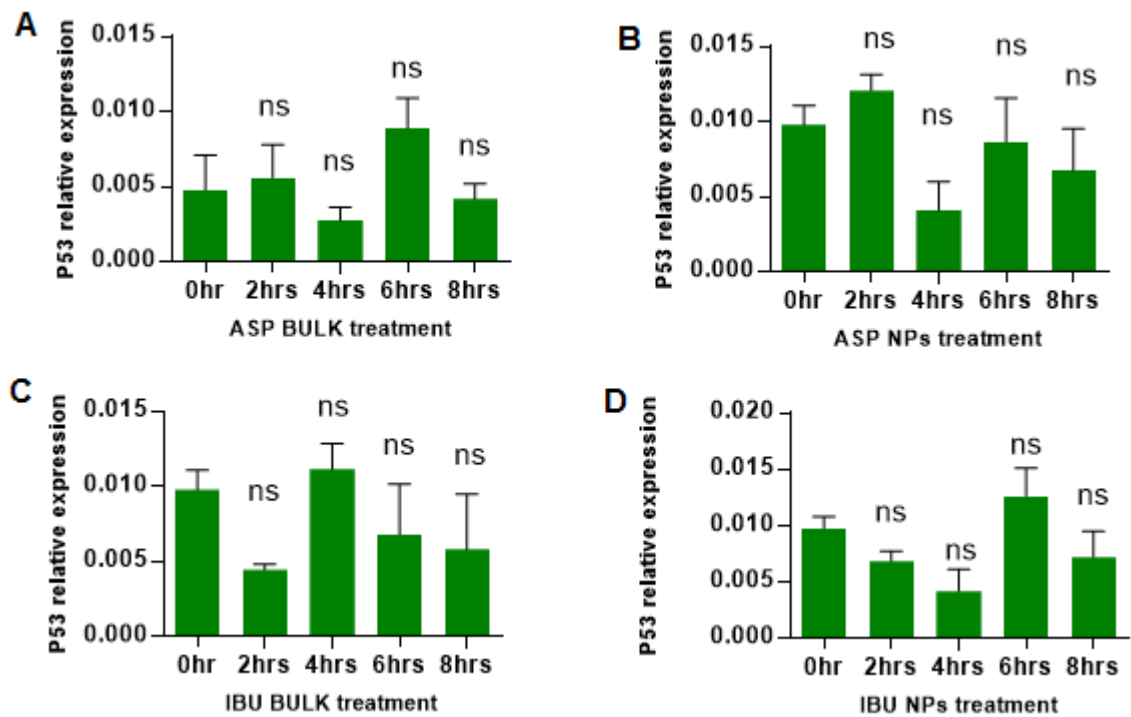 A
P53 relative expression
0.015
0.010
0.005
0.000
ns
ns
ns
ns
0hr 2hrs 4hrs 6hrs 8hrs
ASP BULK treatment
B
P53 relative expression
0.015
0.010
0.005
0.000
ns
ns
ns
ns
0hr 2hrs 4hrs 6hrs 8hrs
ASP NPs treatment
C
P53 relative expression
0.015
0.010
0.005
0.000
ns
ns
ns
ns
0hr 2hrs 4hrs 6hrs 8hrs
IBU BULK treatment
D
P53 relative expression
0.020
0.015
0.010
0.005
0.000
ns
ns
ns
ns
0hr 2hrs 4hrs 6hrs 8hrs
IBU NPs treatment